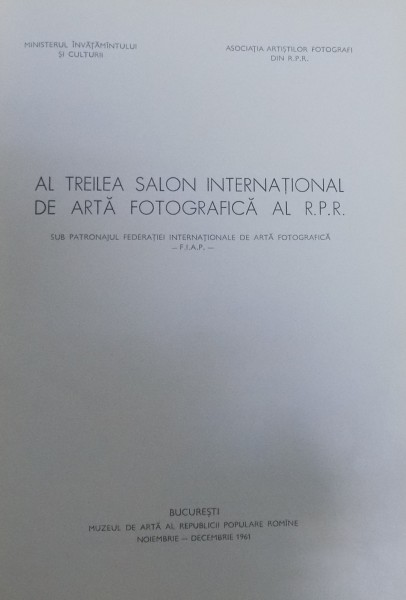 MINISTERUL ÎNVĂȚĂMÎNTULUI
ȘI CULTURII
ASOCIAȚIA ARTIȘTILOR FOTOGRAFI
DIN R.P.R.
AL TREILEA SALON INTERNAȚIONAL
DE ARTĂ FOTOGRAFICĂ AL R.P.R.
SUB PATRONAJUL FEDERAȚIEI INTERNAȚIONALE DE ARTĂ FOTOGRAFICĂ
— F.I.A.P. —
BUCUREȘTI
MUZEUL DE ARTĂ AL REPUBLICII POPULARE ROMÎNE
NOIEMBRIE — DECEMBRIE 1961